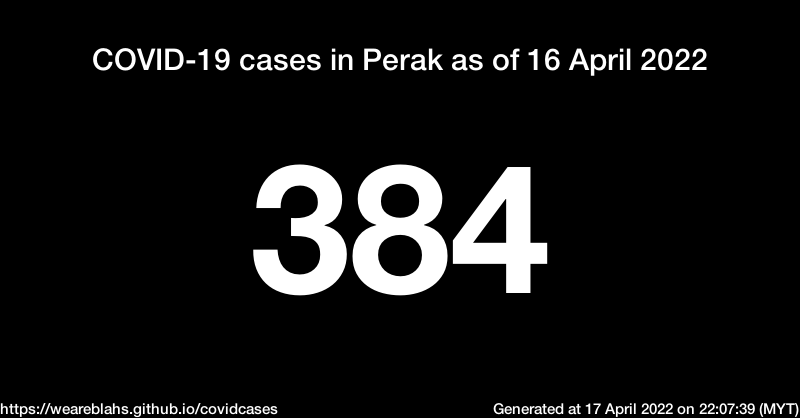 COVID-19 cases in Perak as of 16 April 2022
384
https://weareblahs.github.io/covidcases
Generated at 17 April 2022 on 22:07:39 (MYT)